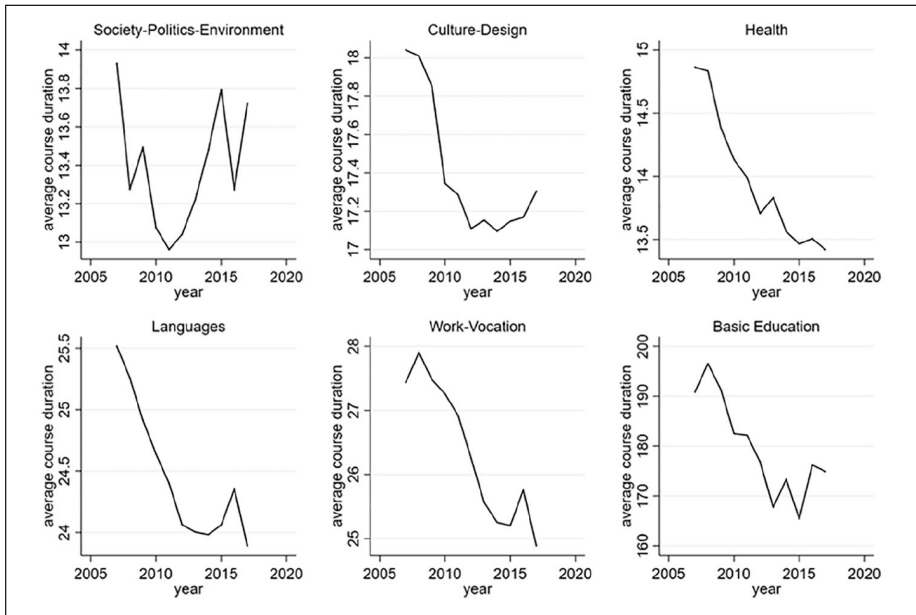 Society-Politics-Environment
average course duration
14
13.8
13.6
13.4
13.2
13
2005 2010 2015 2020
year
Culture-Design
average course duration
18
17.8
17.6
17.4
17.2
17
2005 2010 2015 2020
year
Health
average course duration
15
14.5
14
13.5
2005 2010 2015 2020
year
Languages
average course duration
25.5
25
24.5
24
2005 2010 2015 2020
year
Work-Vocation
average course duration
28
27
26
25
2005 2010 2015 2020
year
Basic Education
average course duration
200
190
180
170
160
2005 2010 2015 2020
year